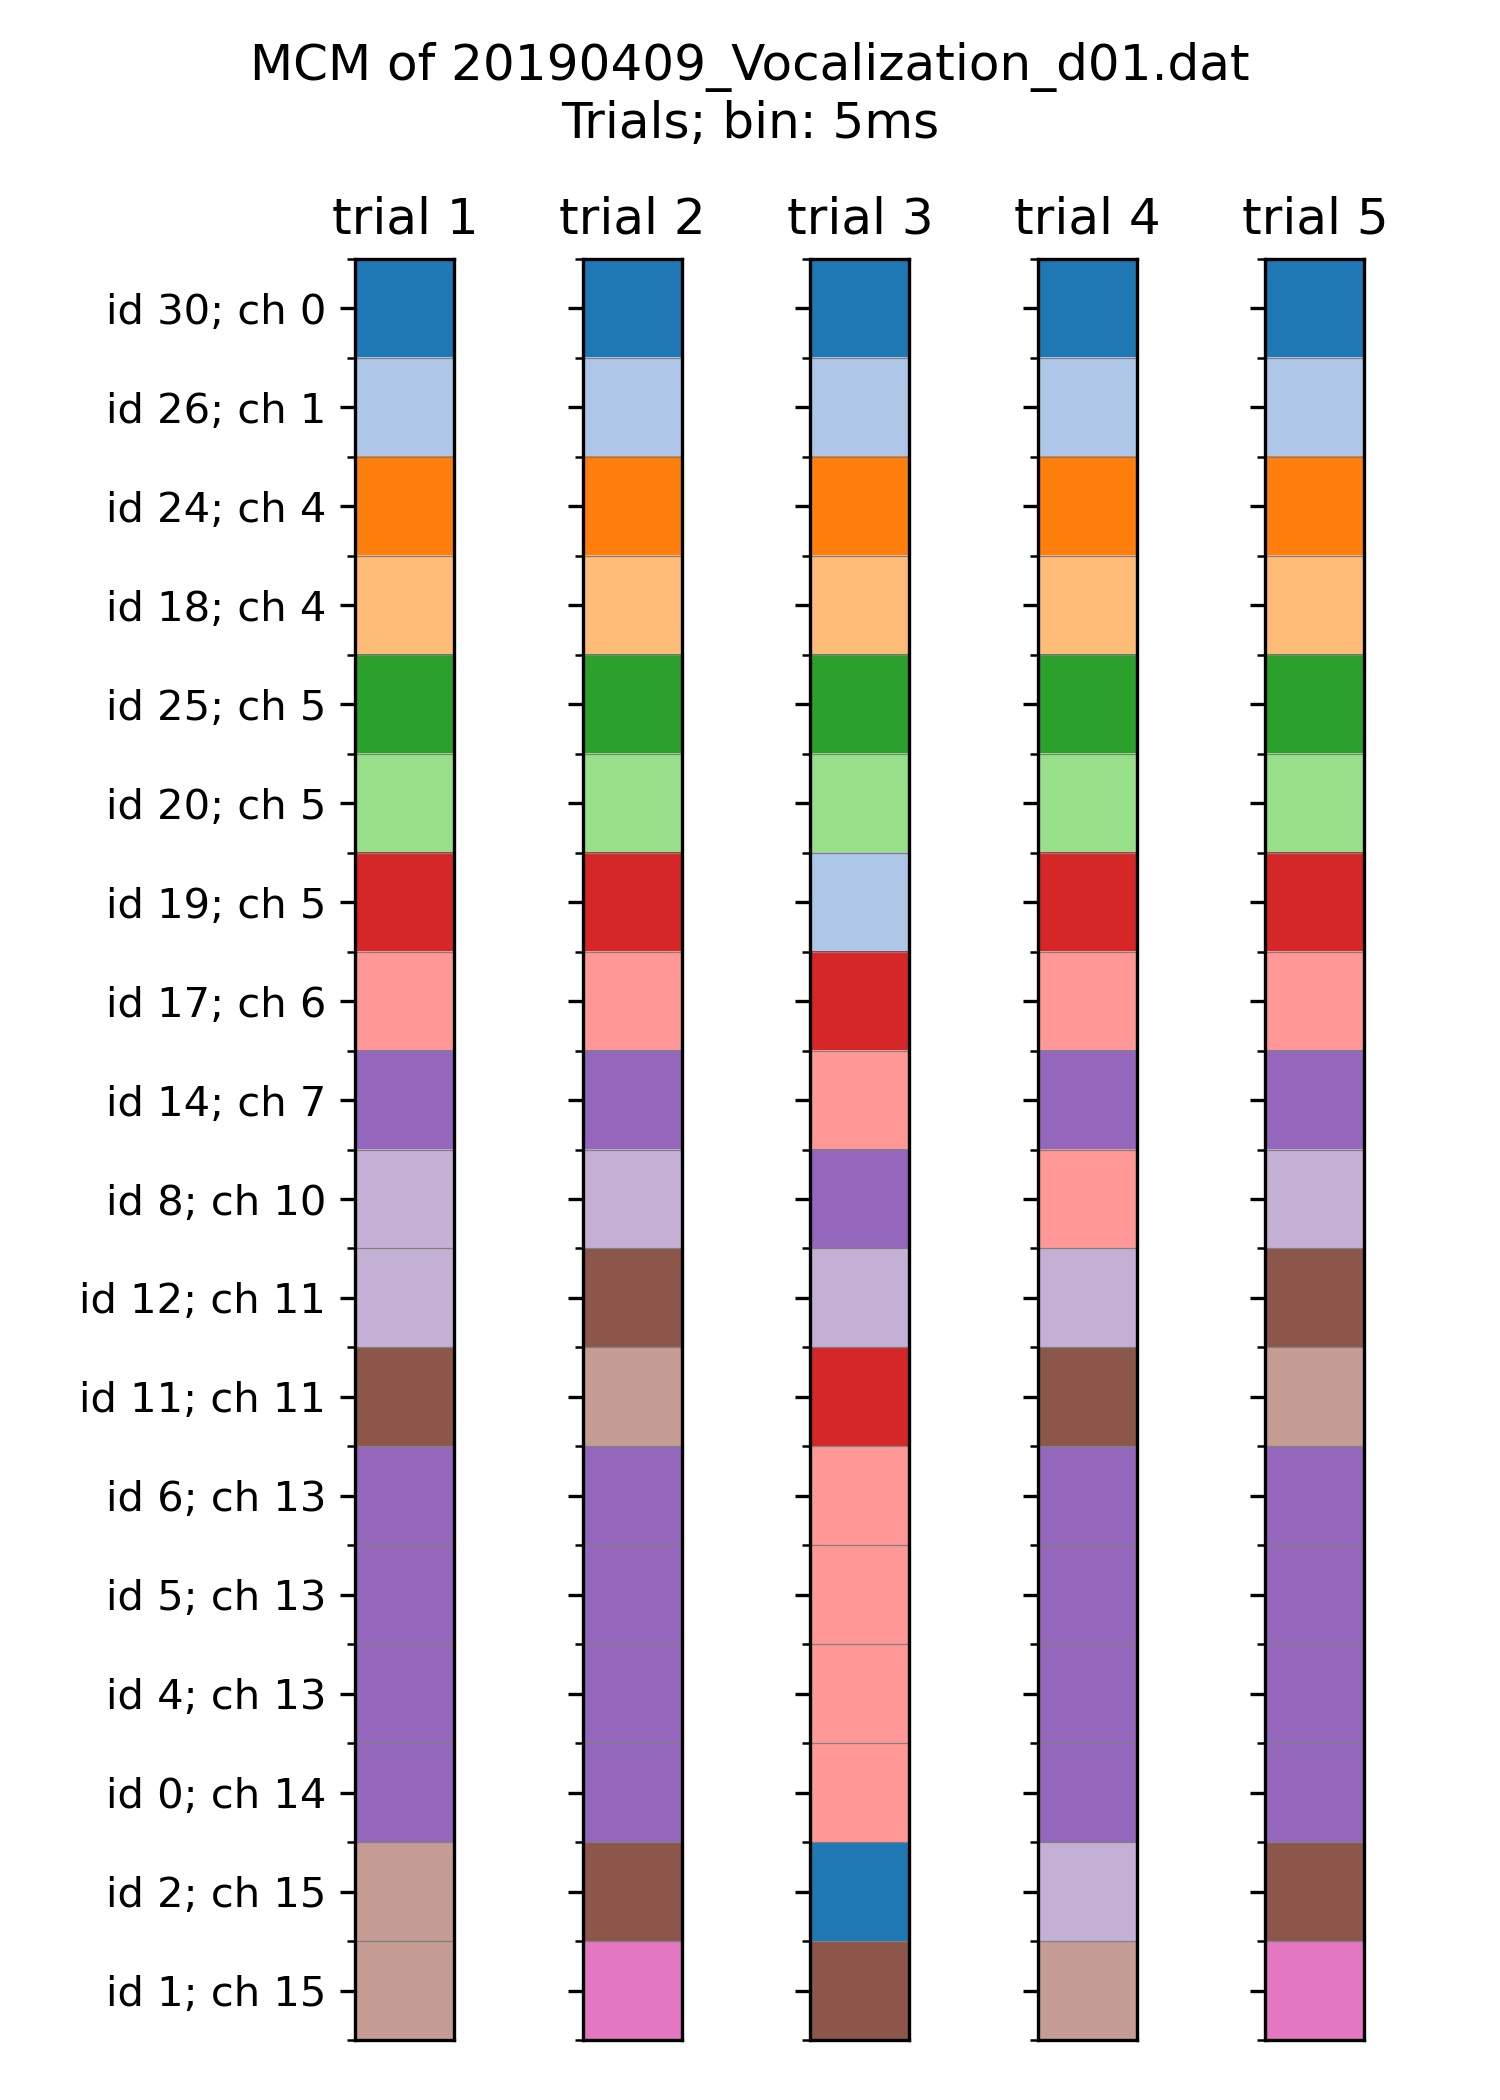 MCM of 20190409_Vocalization_d01.dat
Trials; bin: 5ms
trial 1 trial 2 trial 3 trial 4 trial 5
id 30; ch 0
id 26; ch 1
id 24; ch 4
id 18; ch 4
id 25; ch 5
id 20; ch 5
id 19; ch 5
id 17; ch 6
id 14; ch 7
id 8; ch 10
id 12; ch 11
id 11; ch 11
id 6; ch 13
id 5; ch 13
id 4; ch 13
id 0; ch 14
id 2; ch 15
id 1; ch 15